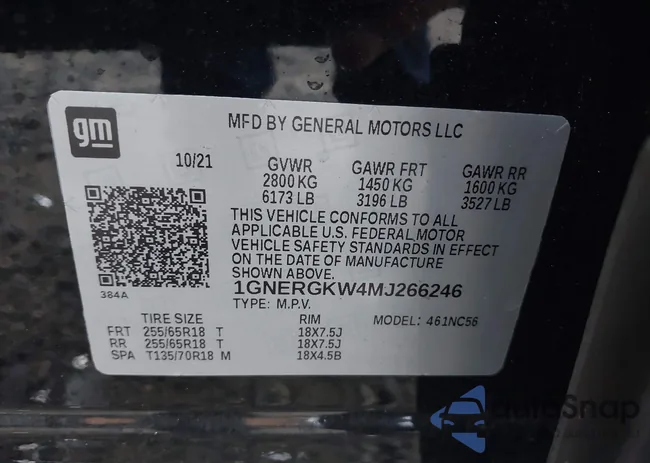 gm
MFD BY GENERAL MOTORS LLC
10/21 GVWR GAWR FRT GAWR RR
2800 KG 1450 KG 1600 KG
6173 LB 3196 LB 3527 LB
THIS VEHICLE CONFORMS TO ALL
APPLICABLE U.S. FEDERAL MOTOR
VEHICLE SAFETY STANDARDS IN EFFECT
ON THE DATE OF MANUFACTURE
SHOWN ABOVE.
384A
1GNERGKW4MJ266246
TYPE: M.P.V.
TIRE SIZE RIM MODEL: 461NC56
FRT 255/65R18 T 18X7.5J
RR 255/65R18 T 18X7.5J
SPA T135/70R18 M 18X4.5B
autoSnap